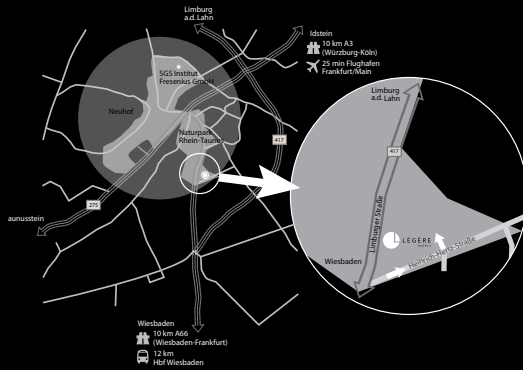 Limburg
a.d. Lahn
Idstein
10 km A3
(Würzburg-Köln)
25 min Flughafen
Frankfurt/Main
SGS Institut
Fresenius GmbH
Neuhof
Naturpark
Rhein-Taunus
417
275
aunusstein
Wiesbaden
10 km A66
(Wiesbaden-Frankfurt)
12 km
Hbf Wiesbaden
Limburg
a.d. Lahn
417
Limburger Straße
LÉGÈRE
HOTELS
Wiesbaden
Heinrich-Hertz-Straße